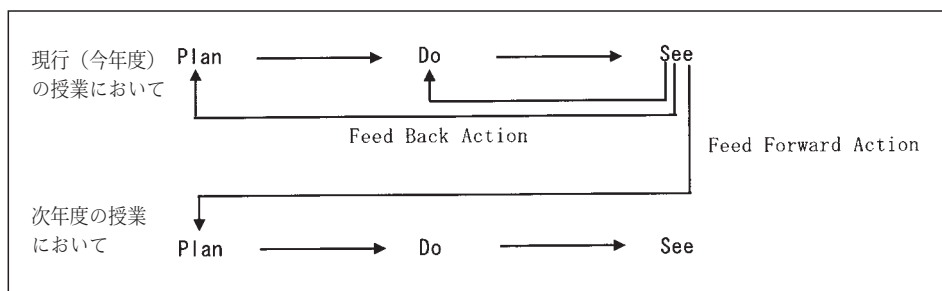 現行（今年度）
の授業において
Plan Do See
Feed Back Action
Feed Forward Action
次年度の授業
において
Plan Do See